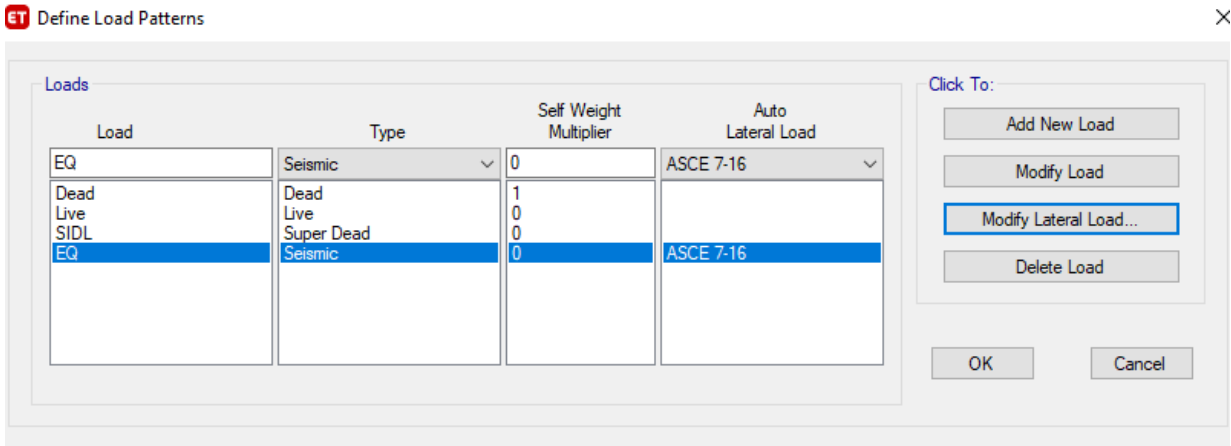 ET Define Load Patterns
Loads
Click To:
Load Type Self Weight Multiplier Auto Lateral Load
EQ Seismic 0 ASCE 7-16
Dead Dead 1
Live Live 0
SIDL Super Dead 0
EQ Seismic 0 ASCE 7-16
Add New Load
Modify Load
Modify Lateral Load...
Delete Load
OK Cancel